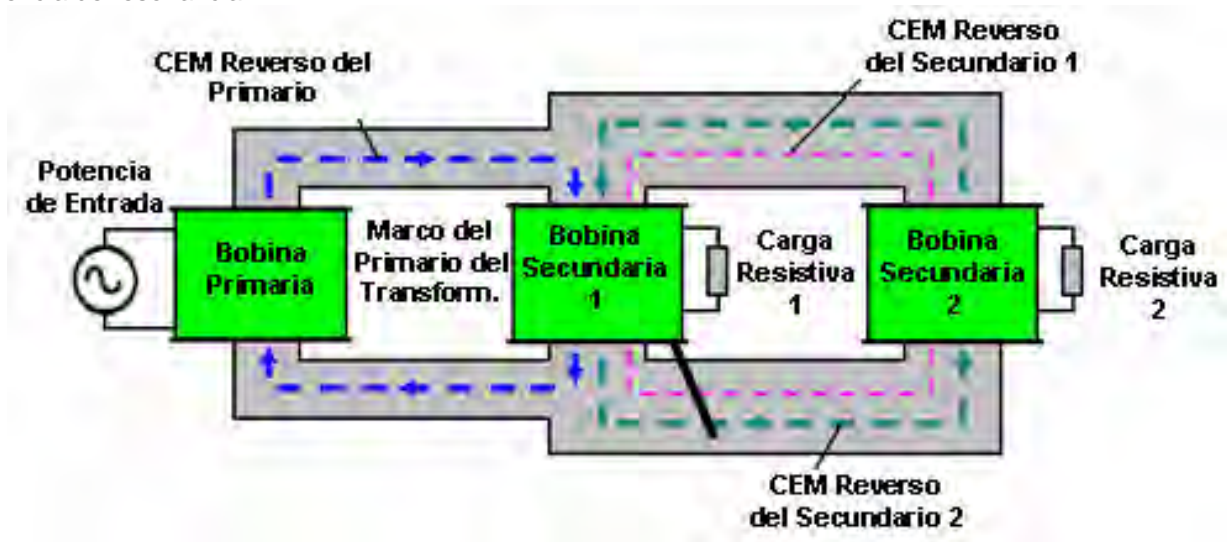 CEM Reverso
del Secundario 1
CEM Reverso del
Primario
Potencia
de Entrada
Bobina
Primaria
Marco del
Primario del
Transform.
Bobina
Secundaria
1
Carga
Resistiva
1
Bobina
Secundaria
2
Carga
Resistiva
2
CEM Reverso
del Secundario 2